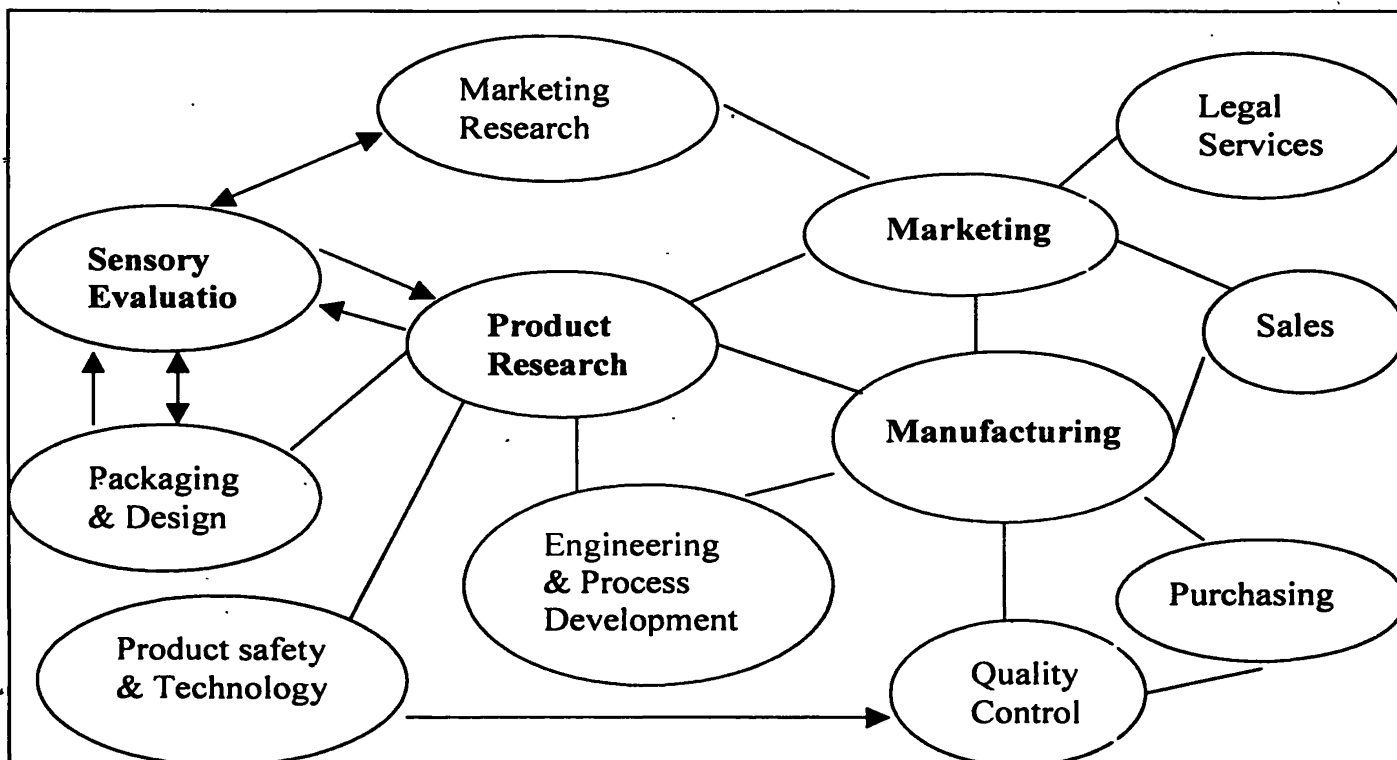 Marketing
Research
Legal
Services
Marketing
Sensory
Evaluatio
Product
Research
Sales
Manufacturing
Packaging
& Design
Engineering
& Process
Development
Purchasing
Product safety
& Technology
Quality
Control